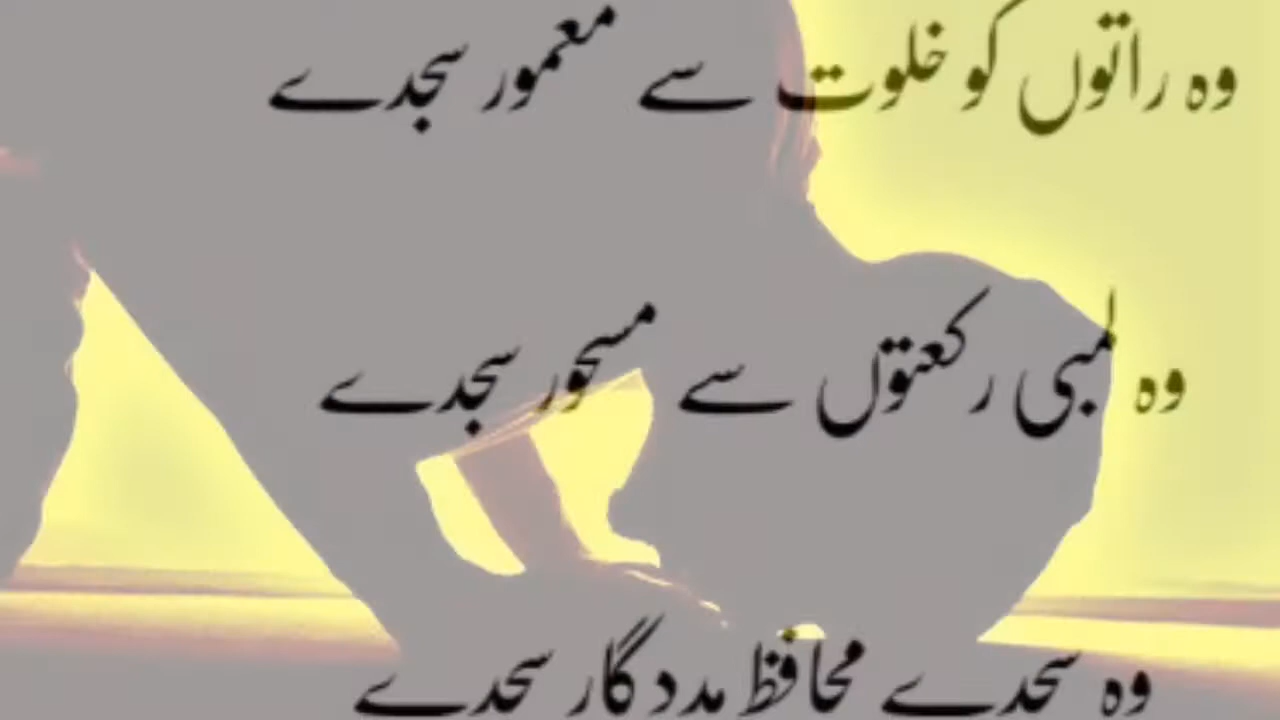 وہ راتوں کو خلوت سے معمور سجدے
وہ لمبی رکعتوں سے مسحور سجدے
وہ سجدے محافظ مددگار سجدے